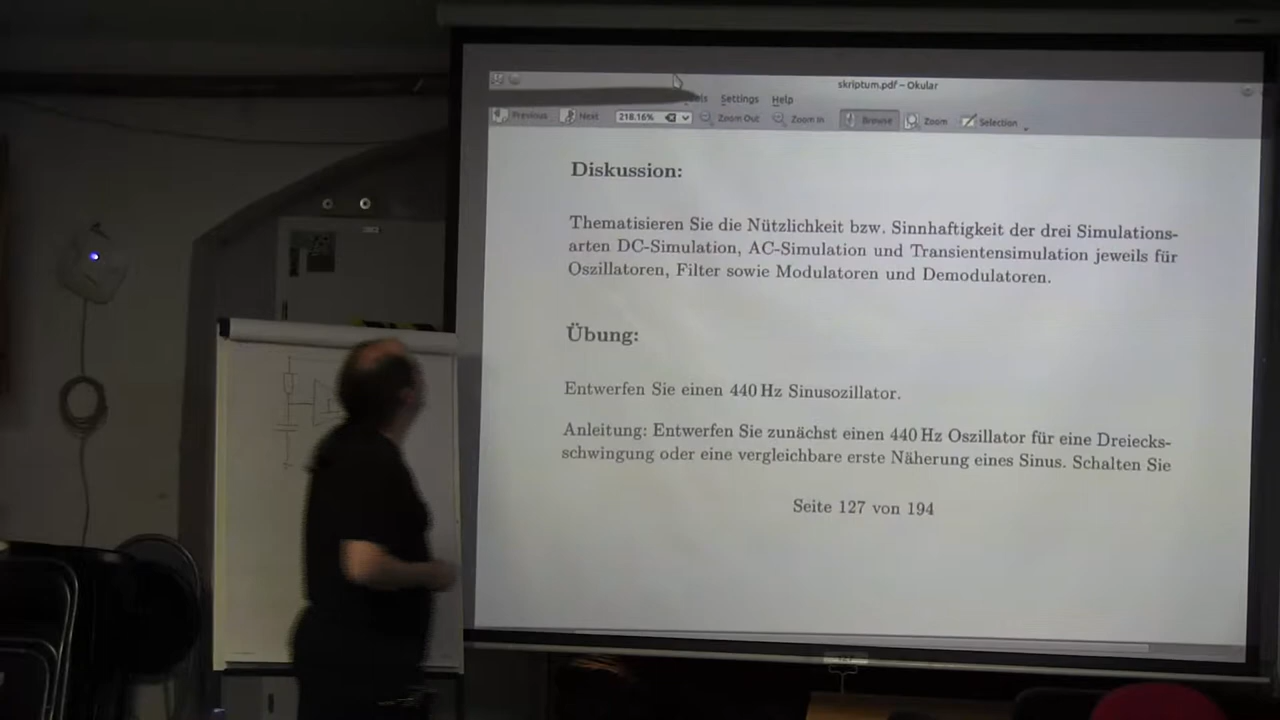 skriptum.pdf – Okular
Settings Help
Previous Next 218.16% Zoom Out Zoom In Browse Zoom Selection
Diskussion:
Thematisieren Sie die Nützlichkeit bzw. Sinnhaftigkeit der drei Simulations-
arten DC-Simulation, AC-Simulation und Transientensimulation jeweils für
Oszillatoren, Filter sowie Modulatoren und Demodulatoren.
Übung:
Entwerfen Sie einen 440 Hz Sinusozillator.
Anleitung: Entwerfen Sie zunächst einen 440 Hz Oszillator für eine Dreiecks-
schwingung oder eine vergleichbare erste Näherung eines Sinus. Schalten Sie
Seite 127 von 194